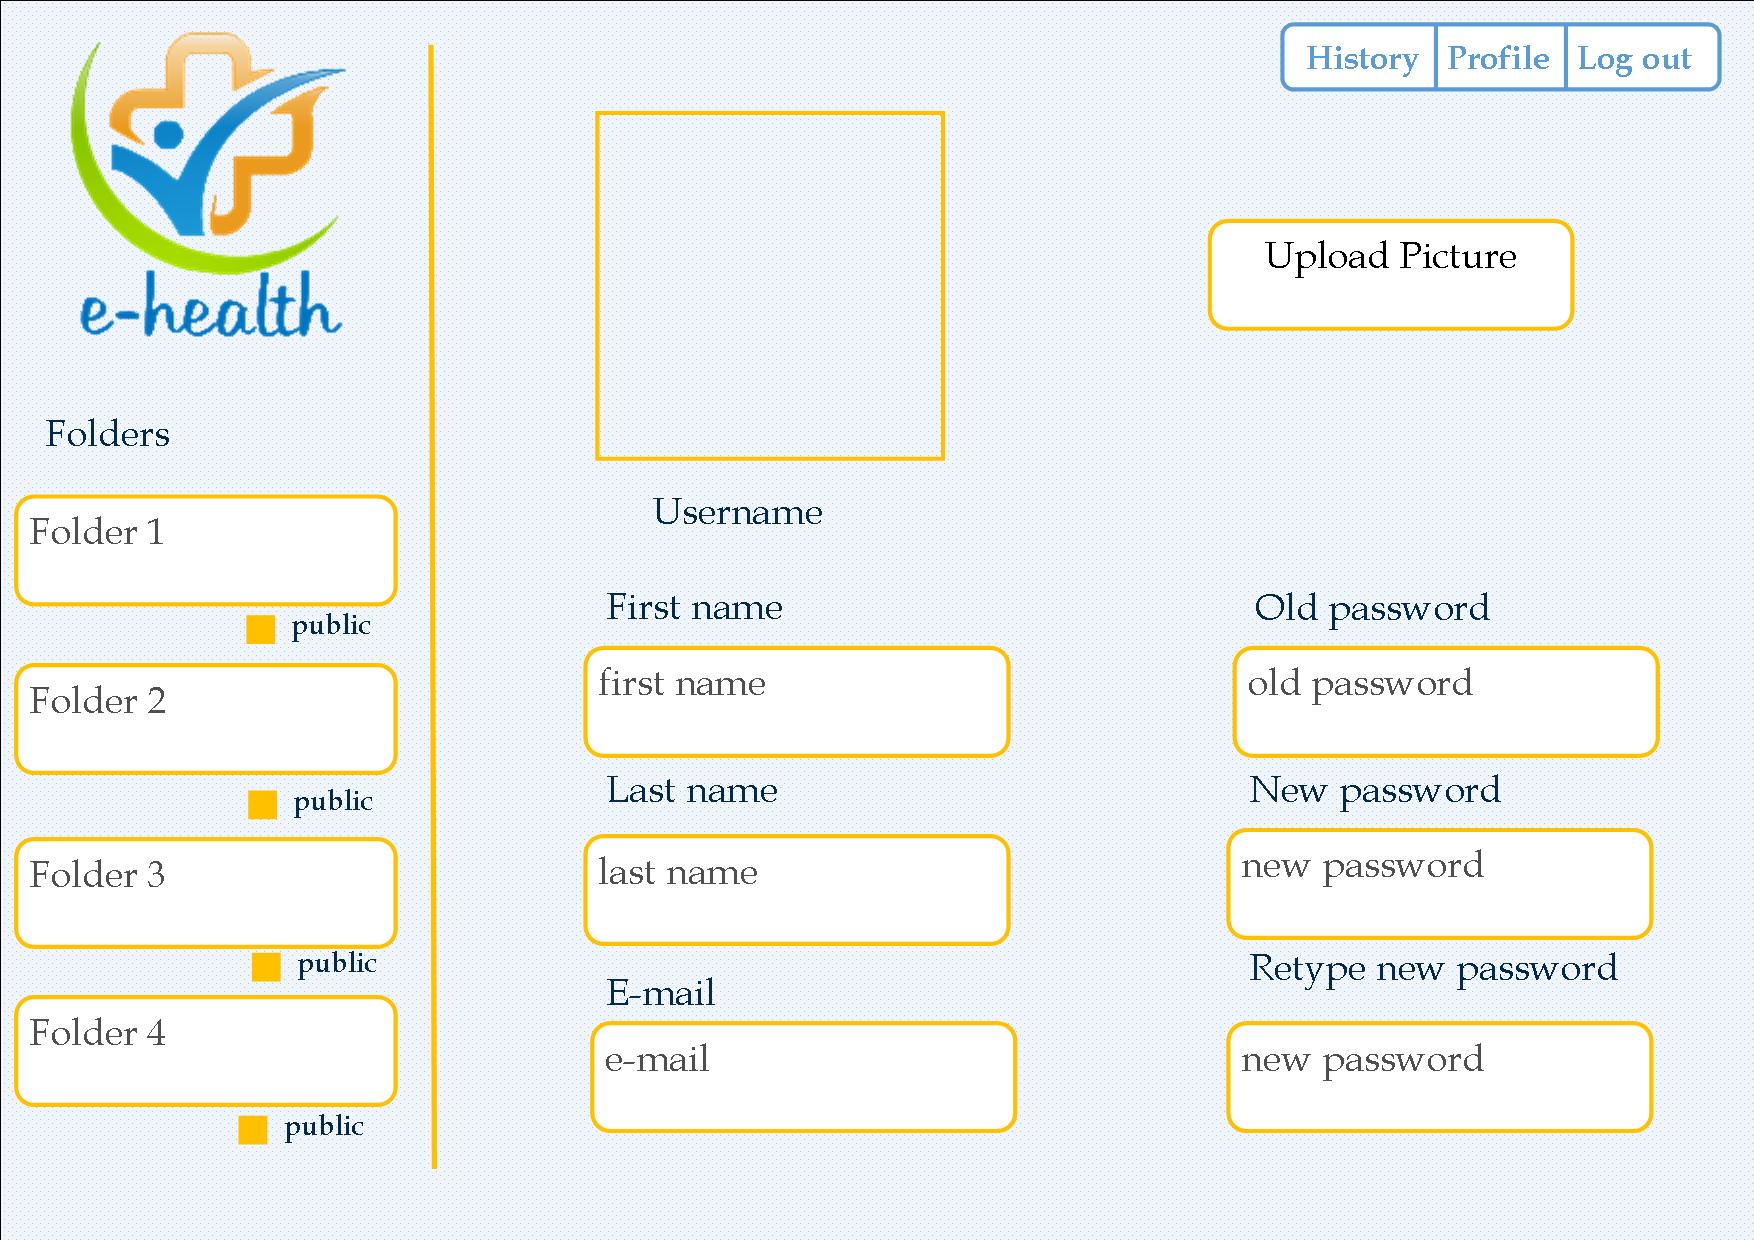 History Profile Log out
e-health
Upload Picture
Folders
Folder 1
public
Folder 2
public
Folder 3
public
Folder 4
public
Username
First name
first name
Last name
last name
E-mail
e-mail
Old password
old password
New password
new password
Retype new password
new password